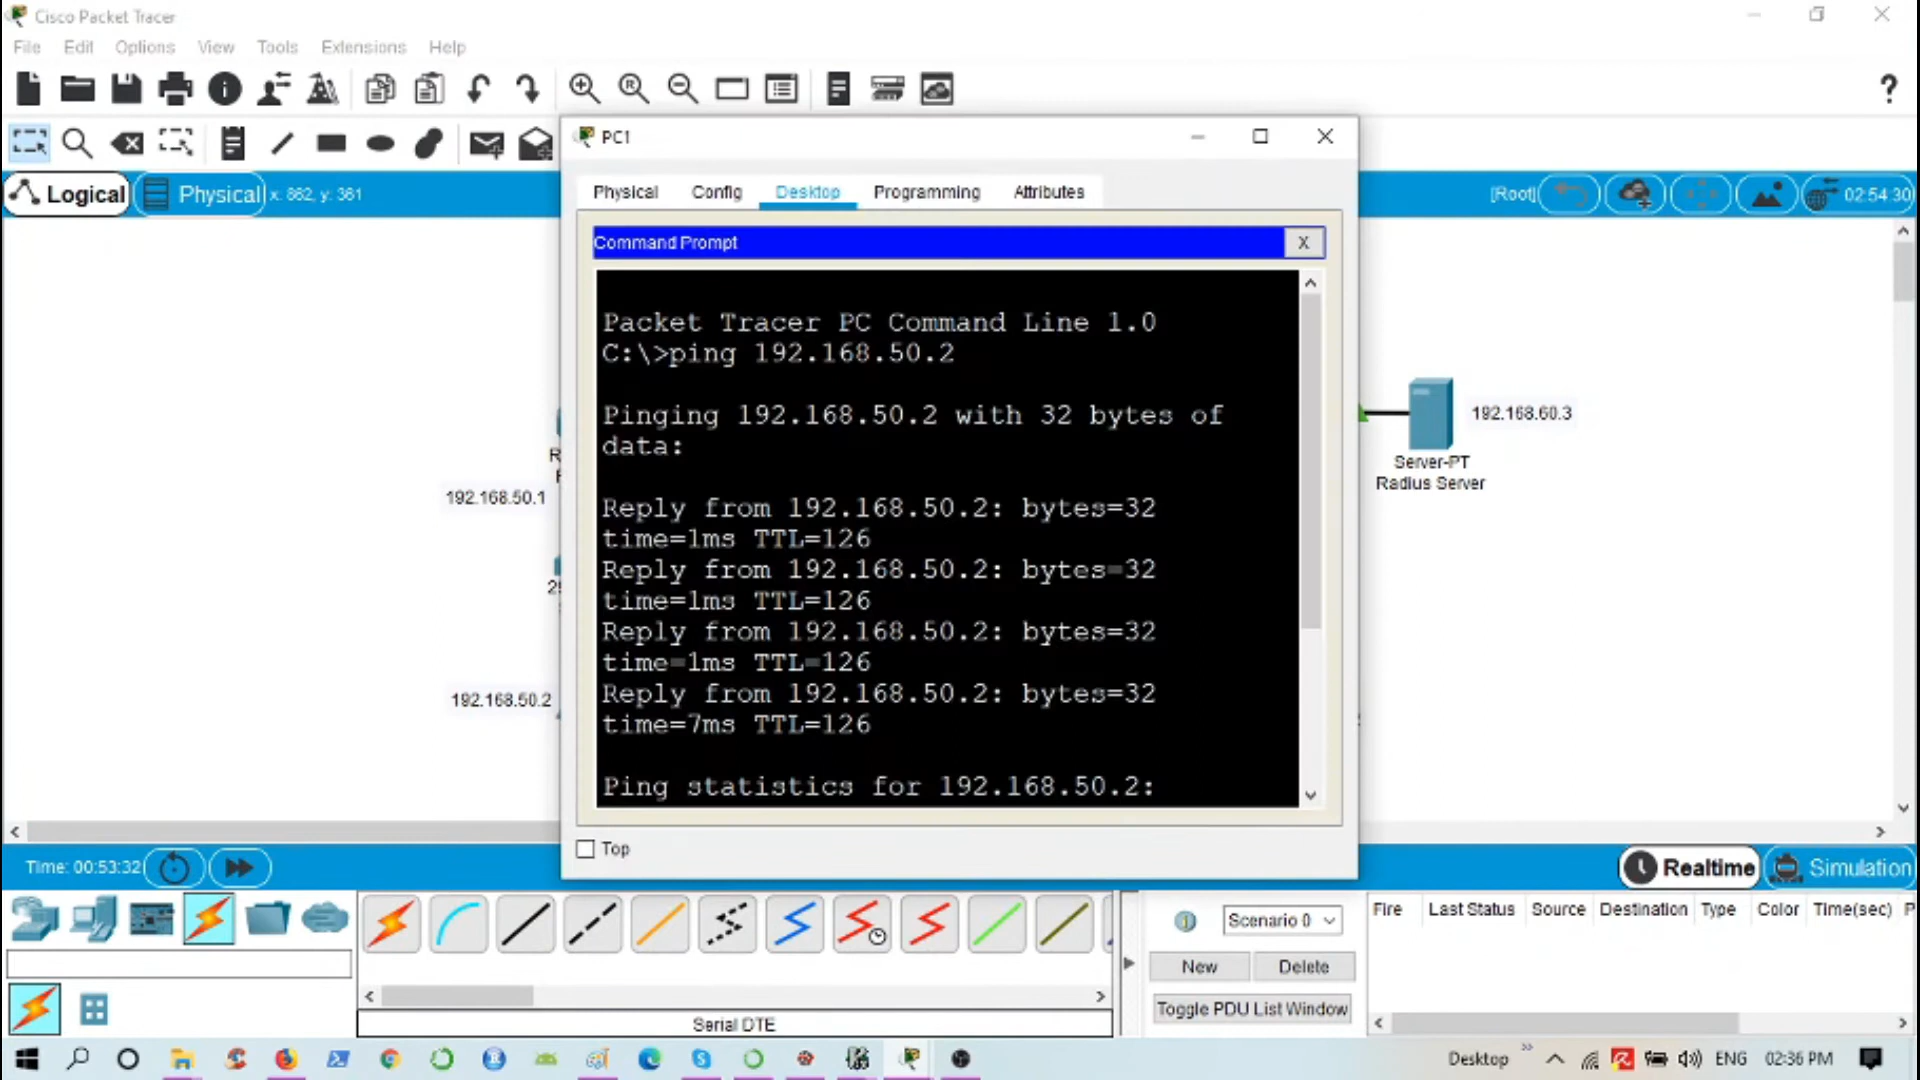 Cisco Packet Tracer
File Edit Options View Tools Extensions Help
?
PC1
Logical
Physical
x: 862, y: 361
[Root]
02:54:30
Physical Config Desktop Programming Attributes
Command Prompt
X
Packet Tracer PC Command Line 1.0
C:\>ping 192.168.50.2
Pinging 192.168.50.2 with 32 bytes of
data:
Reply from 192.168.50.2: bytes=32
time=1ms TTL=126
Reply from 192.168.50.2: bytes=32
time=1ms TTL=126
Reply from 192.168.50.2: bytes=32
time=1ms TTL=126
Reply from 192.168.50.2: bytes=32
time=7ms TTL=126
Ping statistics for 192.168.50.2:
Top
R
192.168.50.1
29
192.168.50.2
192.168.60.3
Server-PT
Radius Server
Time: 00:53:32
Realtime
Simulation
Scenario 0
New
Delete
Toggle PDU List Window
Fire Last Status Source Destination Type Color Time(sec) P
Serial DTE
Desktop
ENG
02:36 PM